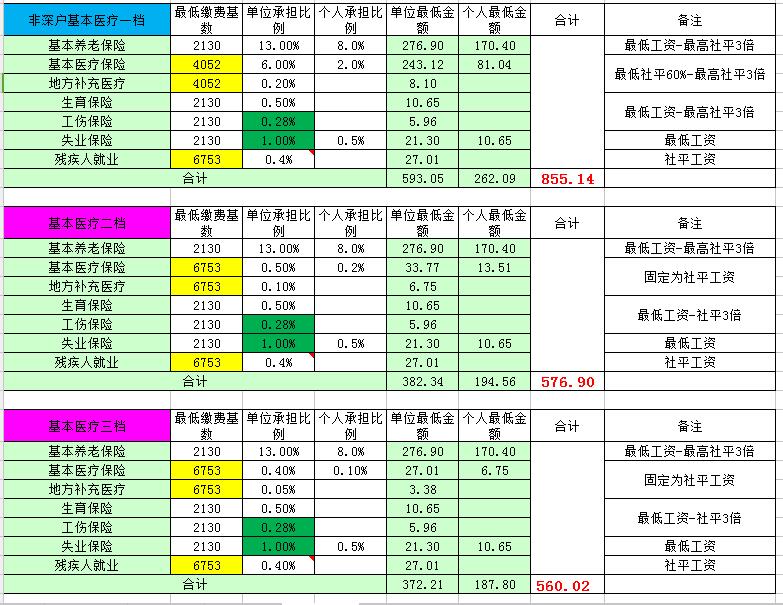 非深户基本医疗一档 最低缴费基数 单位承担比例 个人承担比例 单位最低金额 个人最低金额 合计 备注
基本养老保险 2130 13.00% 8.0% 276.90 170.40 最低工资-最高社平3倍
基本医疗保险 4052 6.00% 2.0% 243.12 81.04 最低社平60%-最高社平3倍
地方补充医疗 4052 0.20% 8.10
生育保险 2130 0.50% 10.65 最低工资-最高社平3倍
工伤保险 2130 0.28% 5.96
失业保险 2130 1.00% 0.5% 21.30 10.65 最低工资
残疾人就业 6753 0.4% 27.01 社平工资
合计 593.05 262.09 855.14
基本医疗二档 最低缴费基数 单位承担比例 个人承担比例 单位最低金额 个人最低金额 合计 备注
基本养老保险 2130 13.00% 8.0% 276.90 170.40 最低工资-最高社平3倍
基本医疗保险 6753 0.50% 0.2% 33.77 13.51 固定为社平工资
地方补充医疗 6753 0.10% 6.75
生育保险 2130 0.50% 10.65 最低工资-社平3倍
工伤保险 2130 0.28% 5.96
失业保险 2130 1.00% 0.5% 21.30 10.65 最低工资
残疾人就业 6753 0.4% 27.01 社平工资
合计 382.34 194.56 576.90
基本医疗三档 最低缴费基数 单位承担比例 个人承担比例 单位最低金额 个人最低金额 合计 备注
基本养老保险 2130 13.00% 8.0% 276.90 170.40 最低工资-最高社平3倍
基本医疗保险 6753 0.40% 0.10% 27.01 6.75 固定为社平工资
地方补充医疗 6753 0.05% 3.38
生育保险 2130 0.50% 10.65 最低工资-社平3倍
工伤保险 2130 0.28% 5.96
失业保险 2130 1.00% 0.5% 21.30 10.65 最低工资
残疾人就业 6753 0.40% 27.01 社平工资
合计 372.21 187.80 560.02